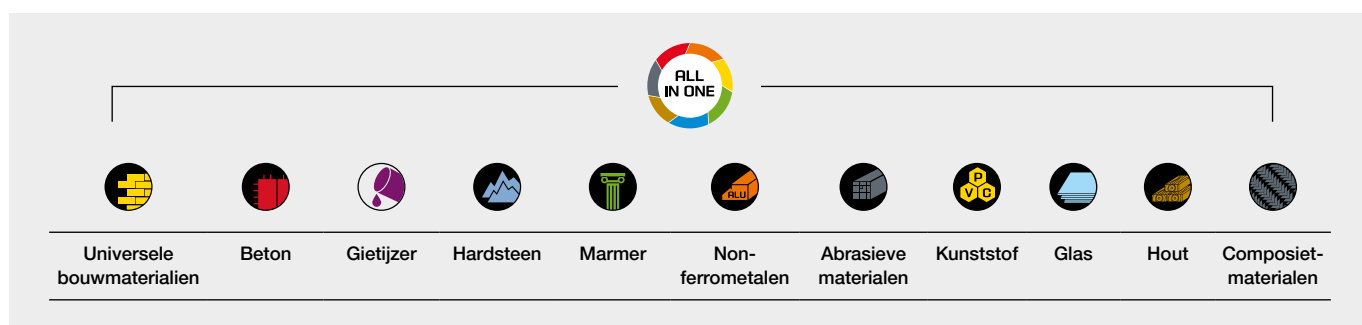 ALL
IN ONE
ALU
P
V C
Universele
bouwmaterialien
Beton
Gietijzer
Hardsteen
Marmer
Non-
ferrometalen
Abrasieve
materialen
Kunststof
Glas
Hout
Composiet-
materialen